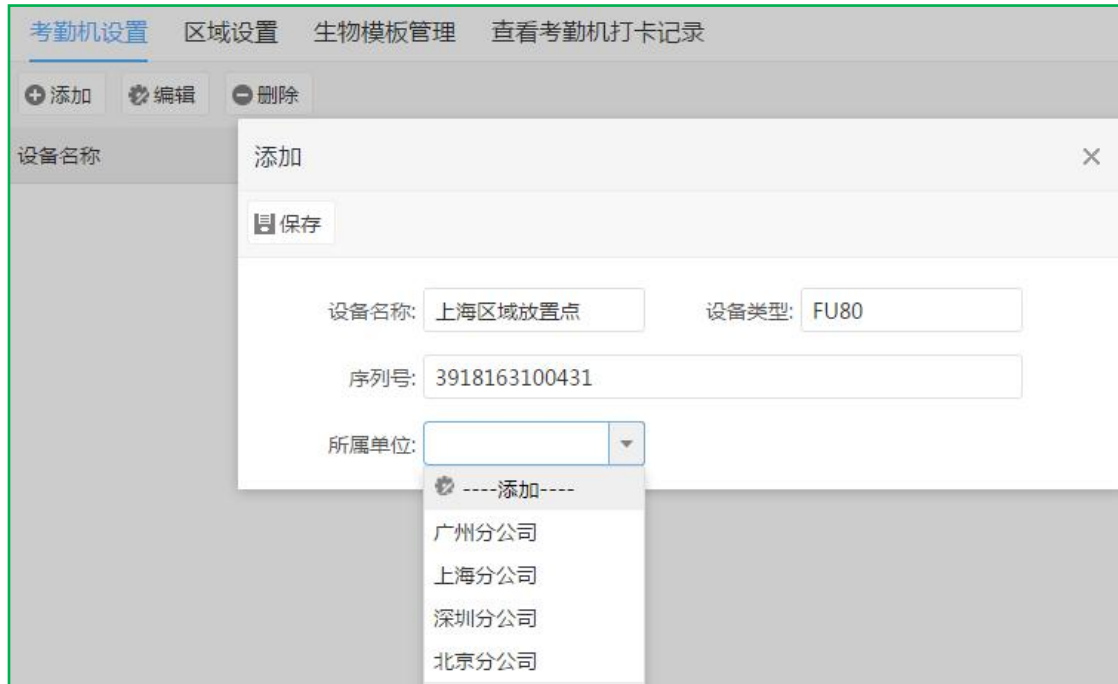 考勤机设置 区域设置 生物模板管理 查看考勤机打卡记录
添加 编辑 删除
设备名称
添加
保存
设备名称: 上海区域放置点 设备类型: FU80
序列号: 3918163100431
所属单位:
----添加----
广州分公司
上海分公司
深圳分公司
北京分公司